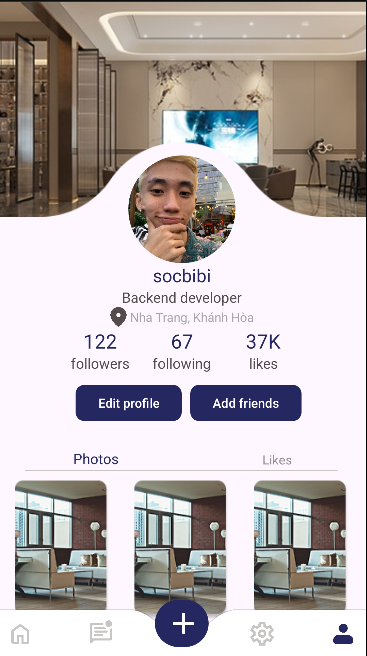 socbibi
Backend developer
Nha Trang, Khánh Hòa
122 67 37K
followers following likes
Edit profile Add friends
Photos Likes